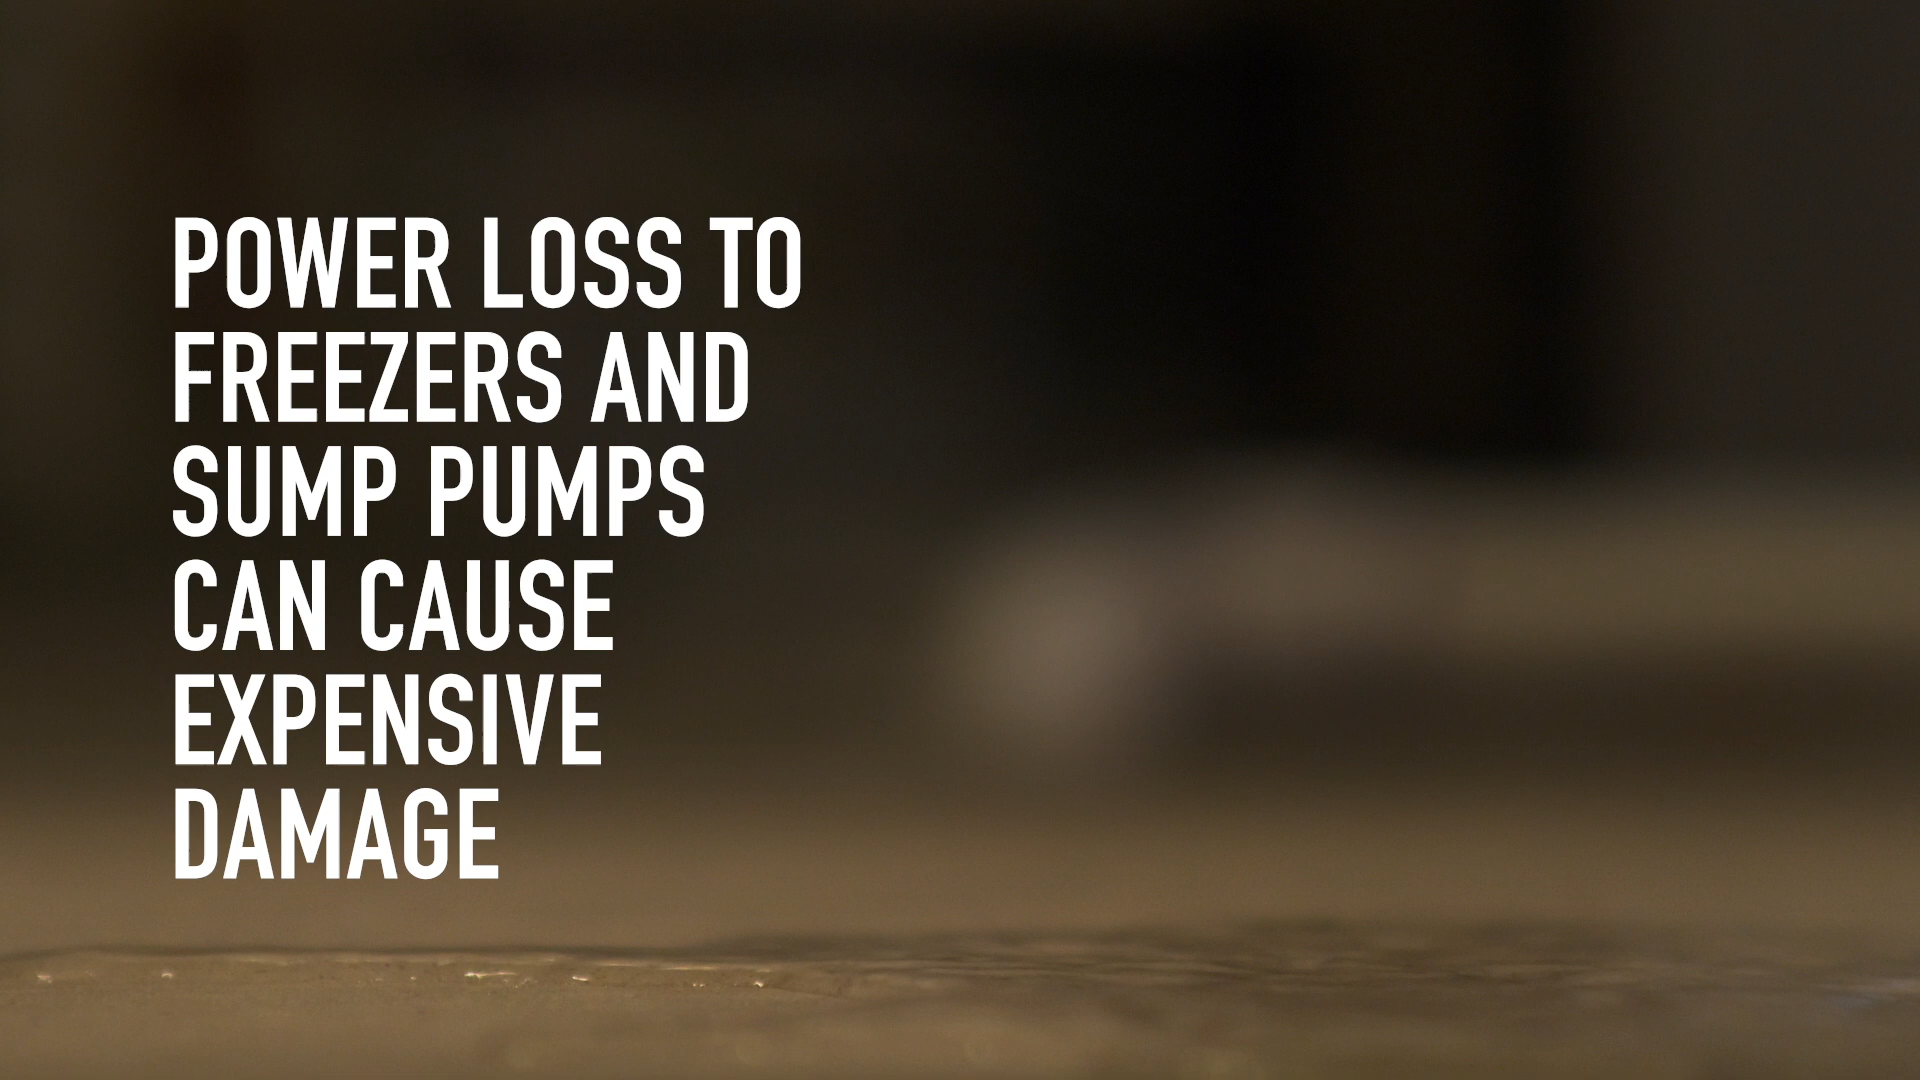 POWER LOSS TO
FREEZERS AND
SUMP PUMPS
CAN CAUSE
EXPENSIVE
DAMAGE